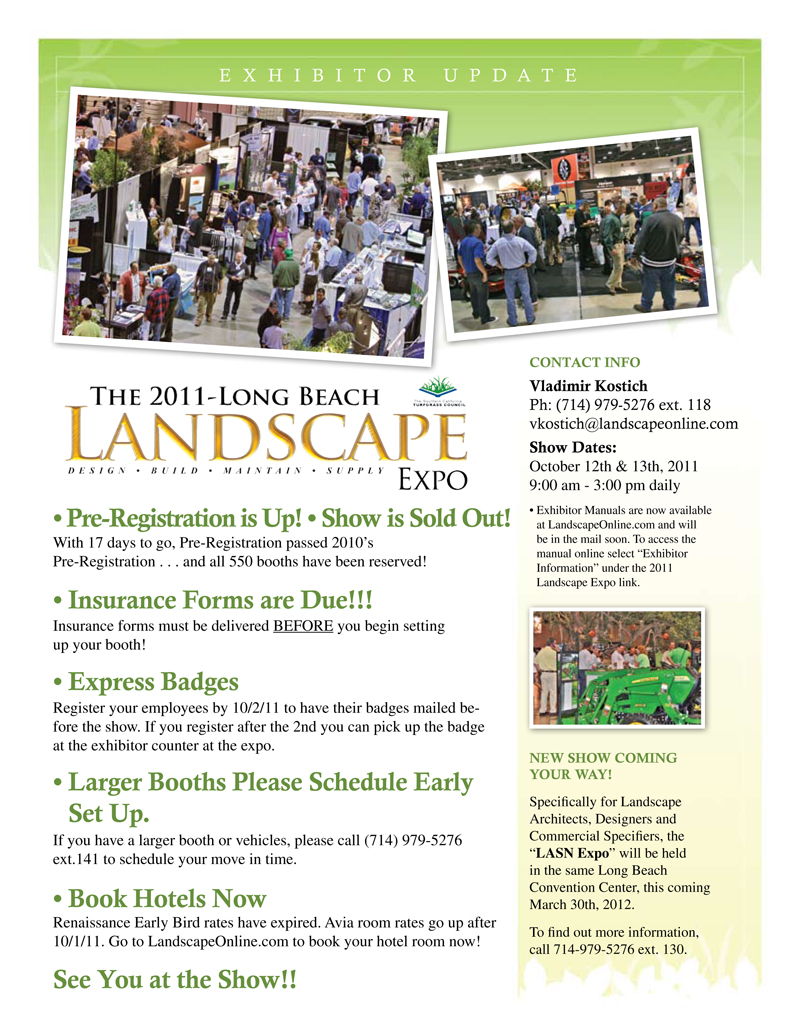 EXHIBITOR UPDATE
THE 2011-LONG BEACH
LANDSCAPE
DESIGN • BUILD • MAINTAIN • SUPPLY
EXPO
TURFGRASS COUNCIL
• Pre-Registration is Up! • Show is Sold Out!
With 17 days to go, Pre-Registration passed 2010’s
Pre-Registration . . . and all 550 booths have been reserved!
• Insurance Forms are Due!!!
Insurance forms must be delivered BEFORE you begin setting
up your booth!
• Express Badges
Register your employees by 10/2/11 to have their badges mailed be-
fore the show. If you register after the 2nd you can pick up the badge
at the exhibitor counter at the expo.
• Larger Booths Please Schedule Early
Set Up.
If you have a larger booth or vehicles, please call (714) 979-5276
ext.141 to schedule your move in time.
• Book Hotels Now
Renaissance Early Bird rates have expired. Avia room rates go up after
10/1/11. Go to LandscapeOnline.com to book your hotel room now!
See You at the Show!!
CONTACT INFO
Vladimir Kostich
Ph: (714) 979-5276 ext. 118
vkostich@landscapeonline.com
Show Dates:
October 12th & 13th, 2011
9:00 am - 3:00 pm daily
• Exhibitor Manuals are now available
at LandscapeOnline.com and will
be in the mail soon. To access the
manual online select “Exhibitor
Information” under the 2011
Landscape Expo link.
NEW SHOW COMING
YOUR WAY!
Specifically for Landscape
Architects, Designers and
Commercial Specifiers, the
“LASN Expo” will be held
in the same Long Beach
Convention Center, this coming
March 30th, 2012.
To find out more information,
call 714-979-5276 ext. 130.